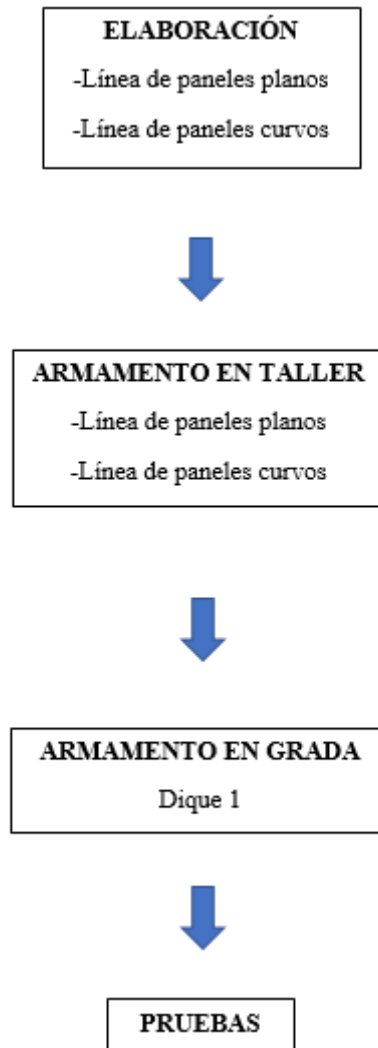 ELABORACIÓN
-Línea de paneles planos
-Línea de paneles curvos
ARMAMENTO EN TALLER
-Línea de paneles planos
-Línea de paneles curvos
ARMAMENTO EN GRADA
Dique 1
PRUEBAS